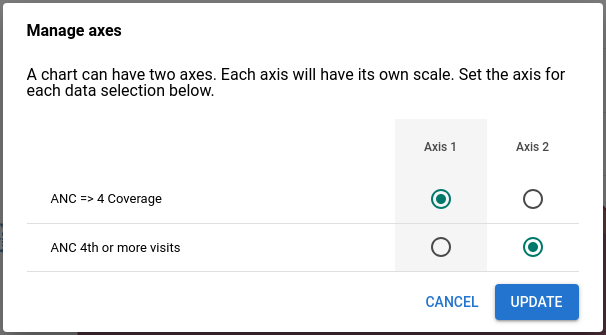 Manage axes
A chart can have two axes. Each axis will have its own scale. Set the axis for
each data selection below.
Axis 1 Axis 2
ANC => 4 Coverage
ANC 4th or more visits
CANCEL UPDATE